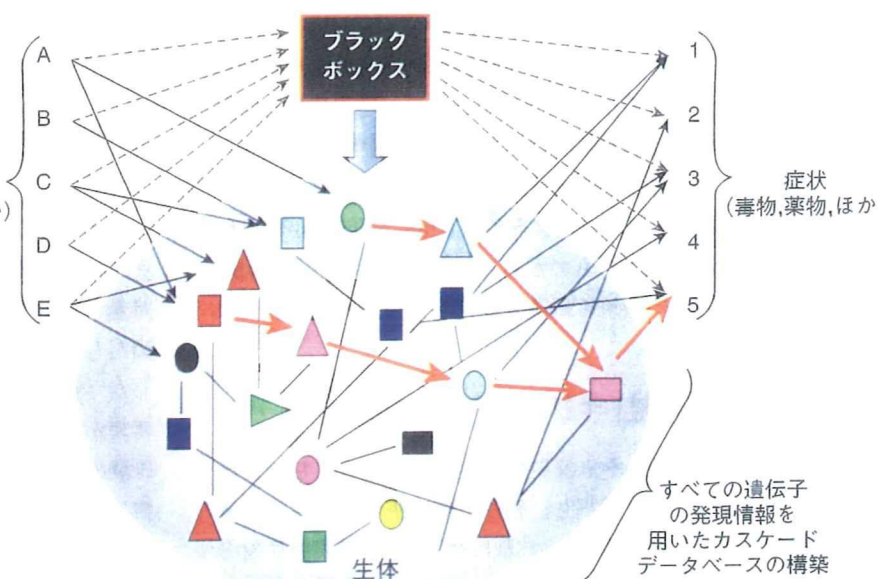 ブラック
ボックス
A
B
C
D
E
)
1
2
3
4
5
症状
(毒物,薬物,ほか
生体
すべての遺伝子
の発現情報を
用いたカスケード
データベースの構築